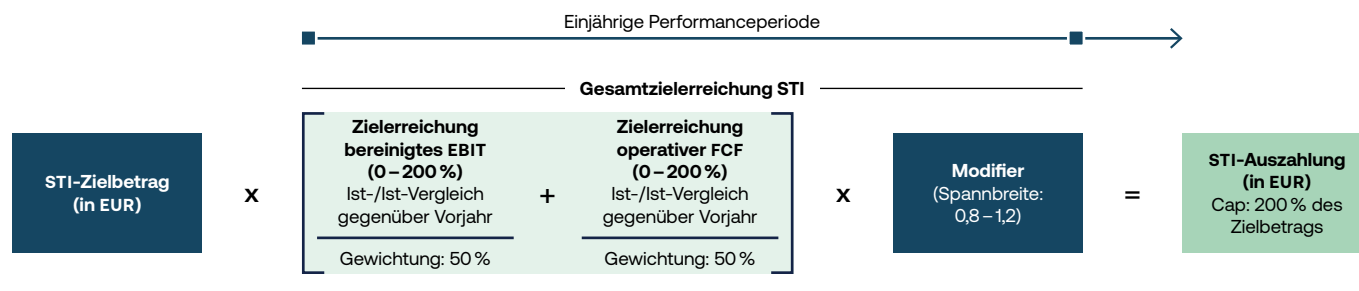 Einjährige Performanceperiode
Gesamtzielerreichung STI
STI-Zielbetrag
(in EUR)
x
Zielerreichung
bereinigtes EBIT
(0 – 200 %)
Ist-/Ist-Vergleich
gegenüber Vorjahr
Gewichtung: 50 %
+
Zielerreichung
operativer FCF
(0 – 200 %)
Ist-/Ist-Vergleich
gegenüber Vorjahr
Gewichtung: 50 %
x
Modifier
(Spannbreite:
0,8 – 1,2)
=
STI-Auszahlung
(in EUR)
Cap: 200 % des
Zielbetrags